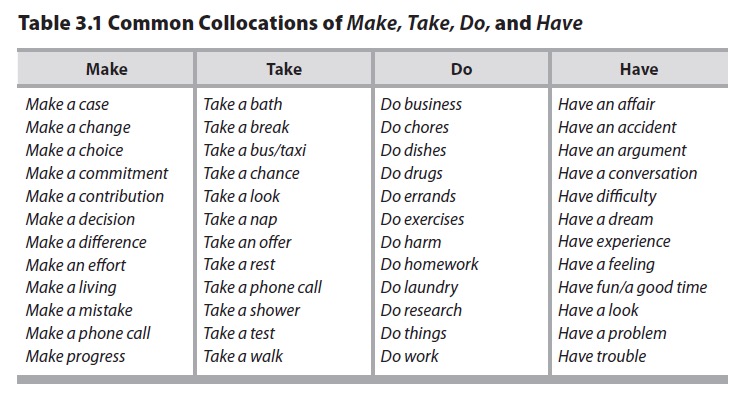 Table 3.1 Common Collocations of Make, Take, Do, and Have
Make Take Do Have
Make a case Take a bath Do business Have an affair
Make a change Take a break Do chores Have an accident
Make a choice Take a bus/taxi Do dishes Have an argument
Make a commitment Take a chance Do drugs Have a conversation
Make a contribution Take a look Do errands Have difficulty
Make a decision Take a nap Do exercises Have a dream
Make a difference Take an offer Do harm Have experience
Make an effort Take a rest Do homework Have a feeling
Make a living Take a phone call Do laundry Have fun/a good time
Make a mistake Take a shower Do research Have a look
Make a phone call Take a test Do things Have a problem
Make progress Take a walk Do work Have trouble